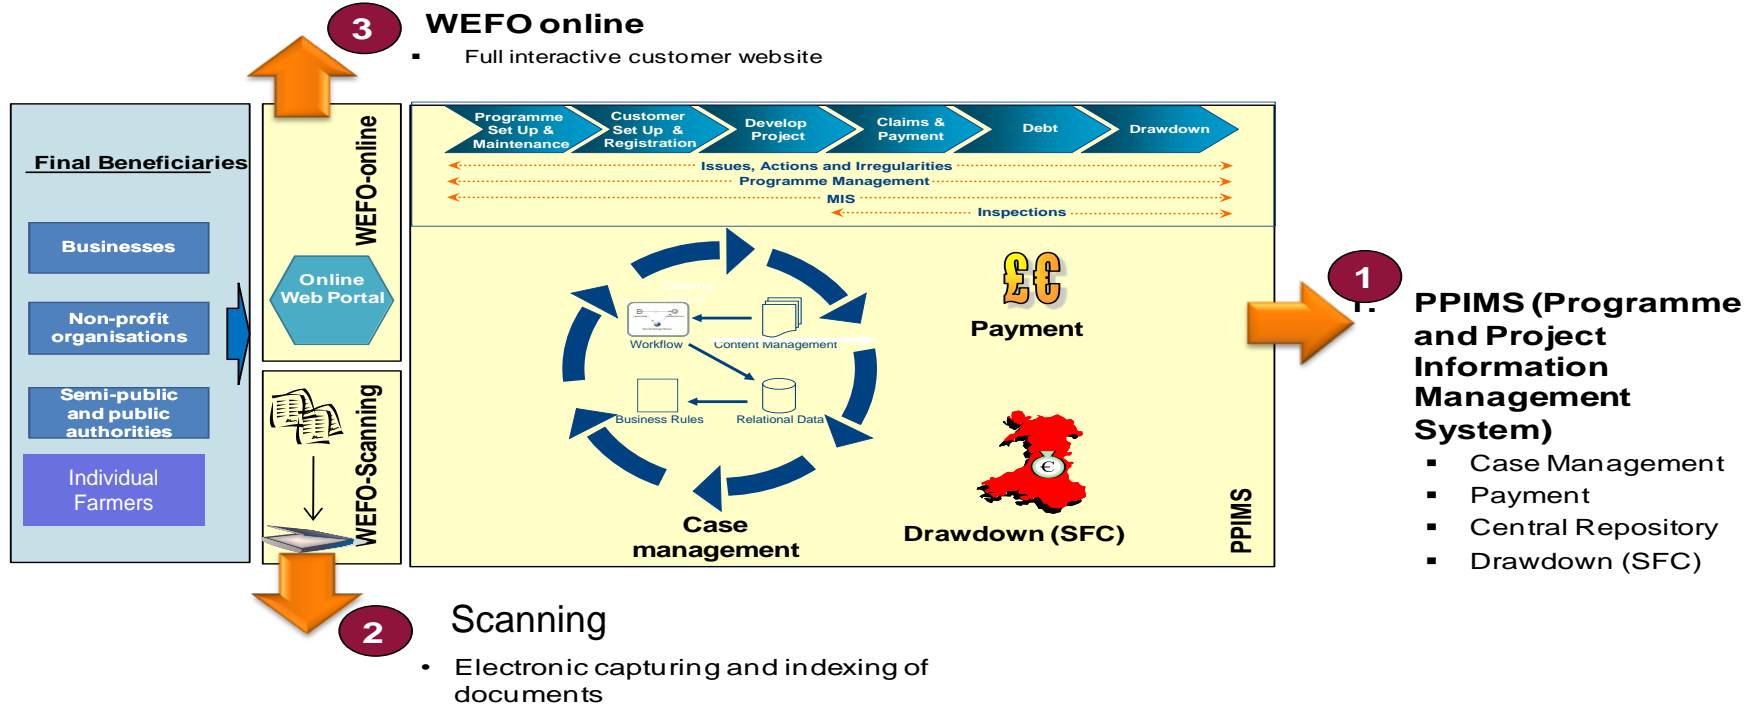 3
WEFO online
▪ Full interactive customer website
Final Beneficiaries
Businesses
Non-profit
organisations
Semi-public
and public
authorities
Individual
Farmers
WEFO-online
Online
Web Portal
WEFO-Scanning
Programme
Set Up &
Maintenance
Customer
Set Up &
Registration
Develop
Project
Claims &
Payment
Debt
Drawdown
Issues, Actions and Irregularities
Programme Management
MIS
Inspections
Workflow
Content Management
Business Rules
Relational Data
Case
management
£€
Payment
€
Drawdown (SFC)
PPIMS
1
1.
PPIMS (Programme
and Project
Information
Management
System)
▪ Case Management
▪ Payment
▪ Central Repository
▪ Drawdown (SFC)
2
Scanning
• Electronic capturing and indexing of
documents